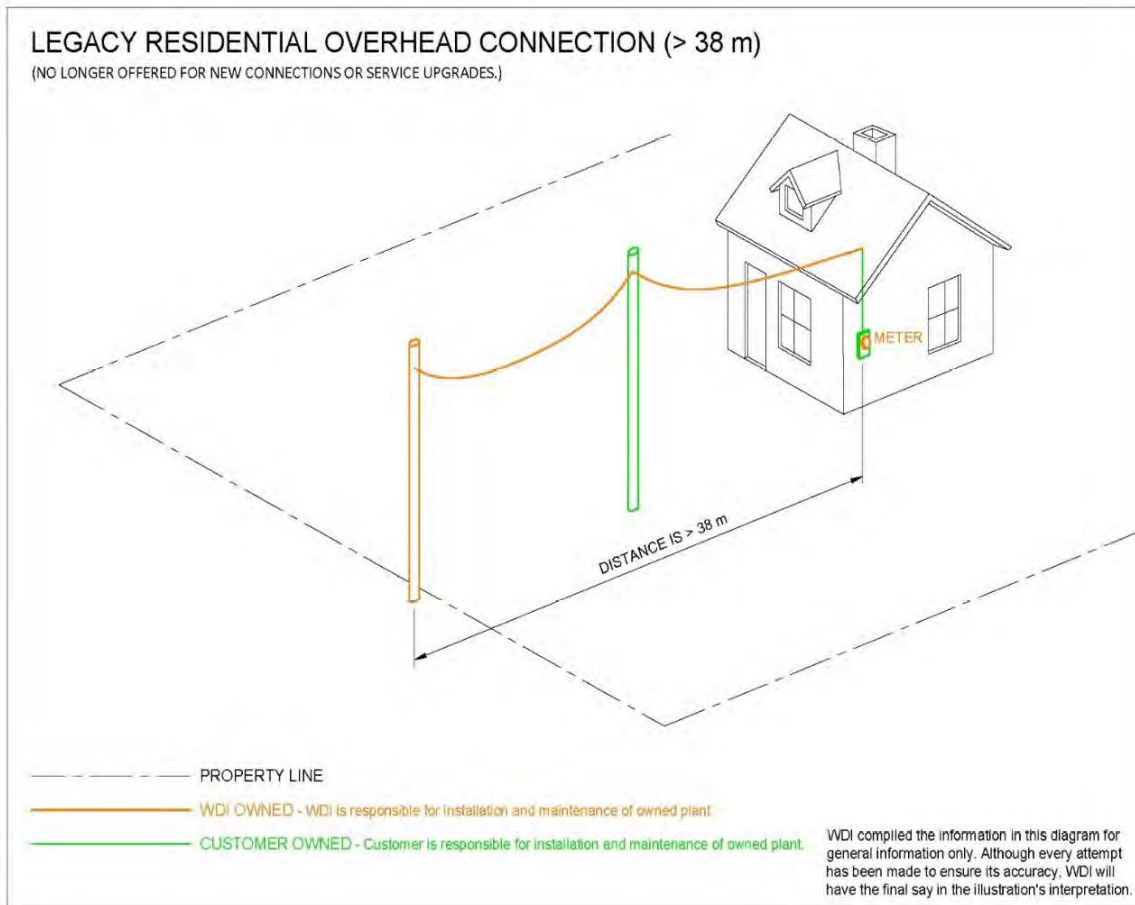 LEGACY RESIDENTIAL OVERHEAD CONNECTION (> 38 m)
(NO LONGER OFFERED FOR NEW CONNECTIONS OR SERVICE UPGRADES.)
METER
DISTANCE IS > 38 m
PROPERTY LINE
WDI OWNED - WDI is responsible for installation and maintenance of owned plant.
CUSTOMER OWNED - Customer is responsible for installation and maintenance of owned plant.
WDI compiled the information in this diagram for
general information only. Although every attempt
has been made to ensure its accuracy, WDI will
have the final say in the illustration's interpretation.